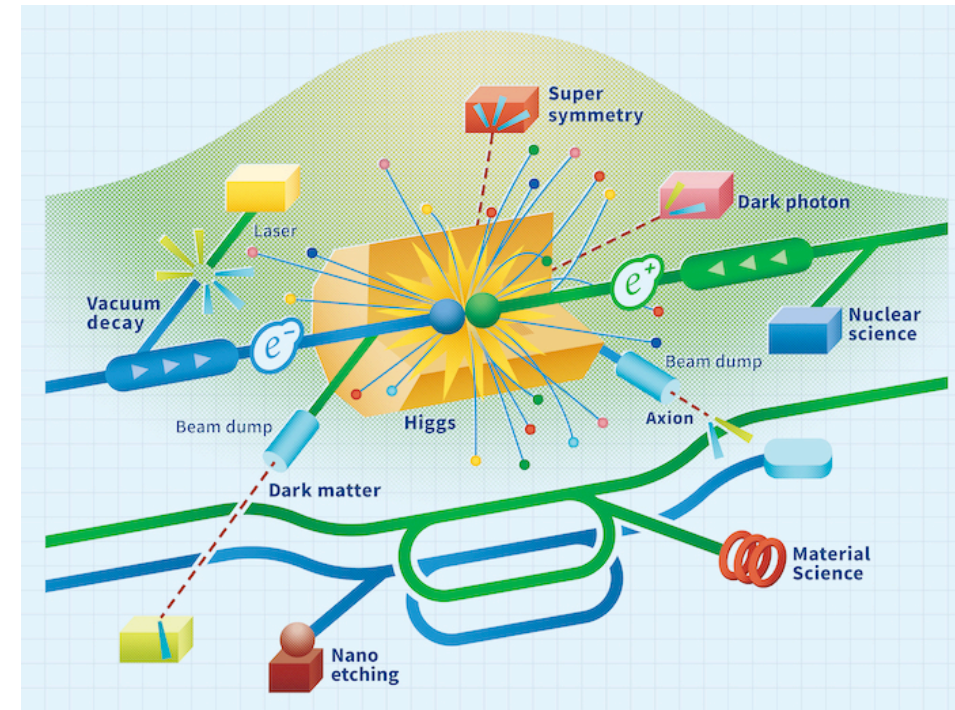 Super
symmetry
Dark photon
Laser
Vacuum
decay
e⁺
e⁻
Nuclear
science
Beam dump
Higgs
Axion
Beam dump
Dark matter
Material
Science
Nano
etching